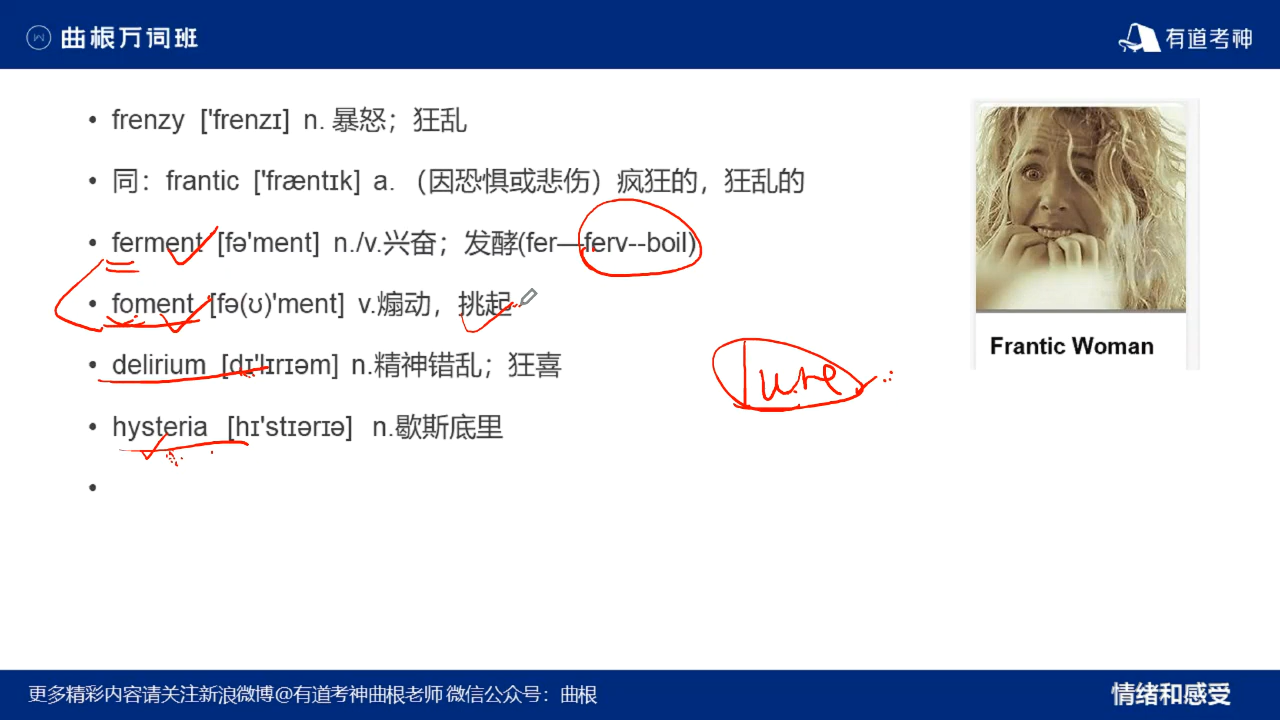 曲根万词班
有道考神
frenzy ['frenzɪ] n. 暴怒；狂乱
同：frantic ['fræntɪk] a. （因恐惧或悲伤）疯狂的，狂乱的
ferment [fə'ment] n./v.兴奋；发酵(fer—ferv--boil)
foment [fə(ʊ)'ment] v.煽动，挑起
delirium [dɪ'lɪrɪəm] n.精神错乱；狂喜
hysteria [hɪ'stɪərɪə] n.歇斯底里
Frantic Woman
更多精彩内容请关注新浪微博@有道考神曲根老师 微信公众号：曲根
情绪和感受